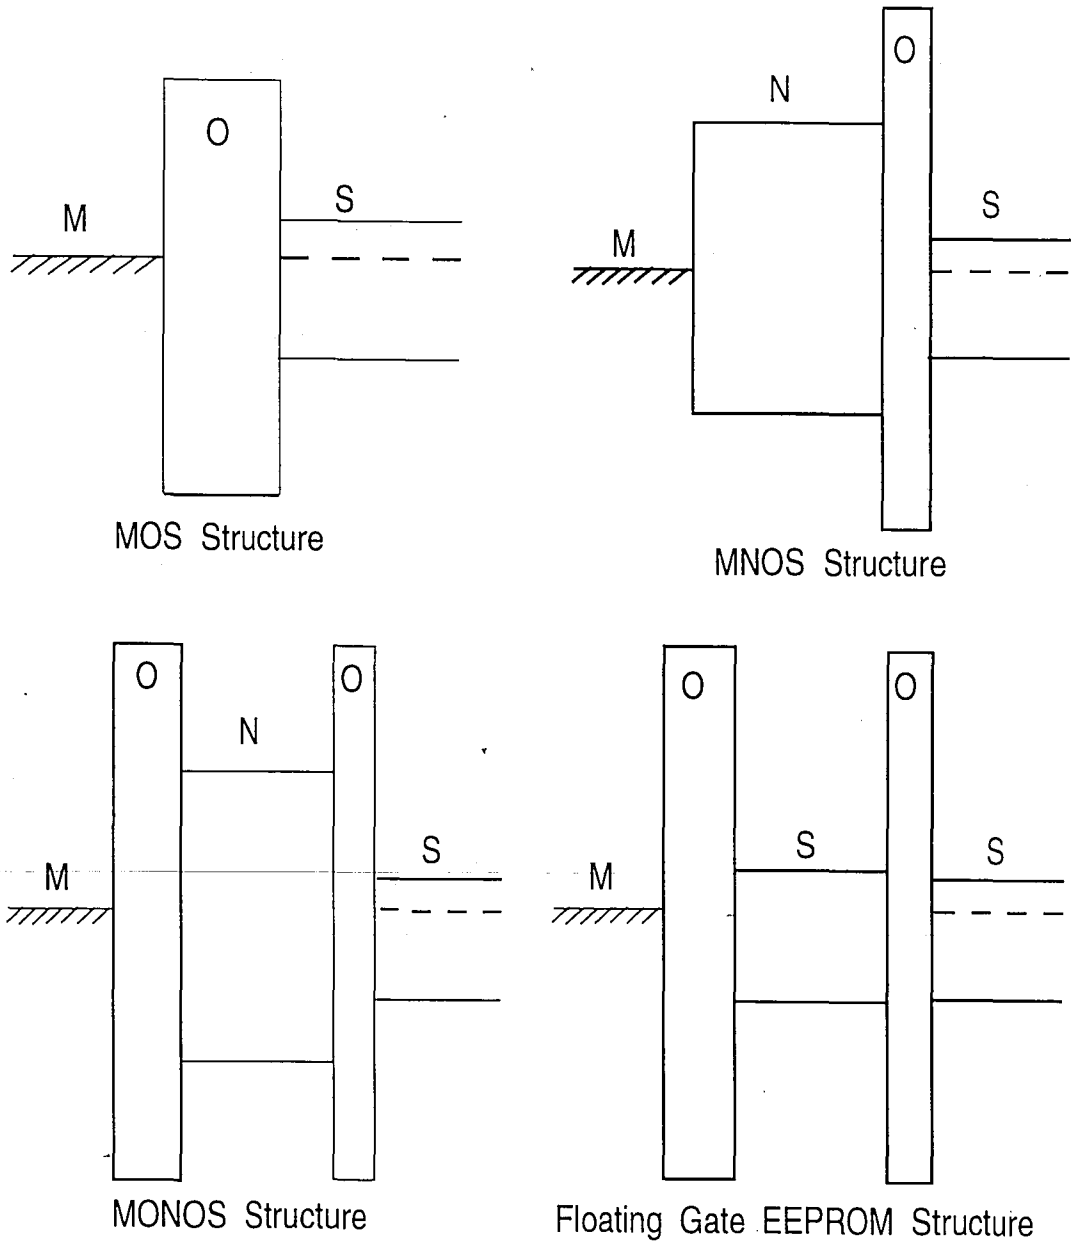 O
M
S
MOS Structure
O
N
S
M
MNOS Structure
O
O
N
S
M
MONOS Structure
O
O
S
S
M
Floating Gate EEPROM Structure